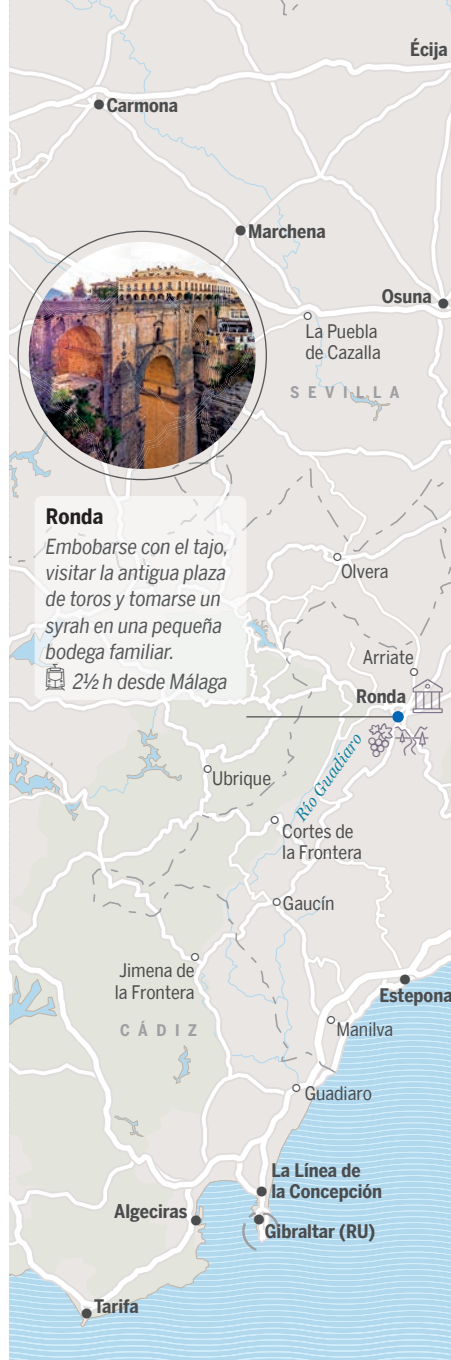 Écija
Carmona
Marchena
Osuna
La Puebla
de Cazalla
SEVILLA
Ronda
Embobarse con el tajo,
visitar la antigua plaza
de toros y tomarse un
syrah en una pequeña
bodega familiar.
2½ h desde Málaga
Olvera
Arriate
Ronda
Río Guadiaro
Ubrique
Cortes de
la Frontera
Gaucín
Jimena de
la Frontera
Estepona
CÁDIZ
Manilva
Guadiaro
La Línea de
la Concepción
Algeciras
Gibraltar (RU)
Tarifa